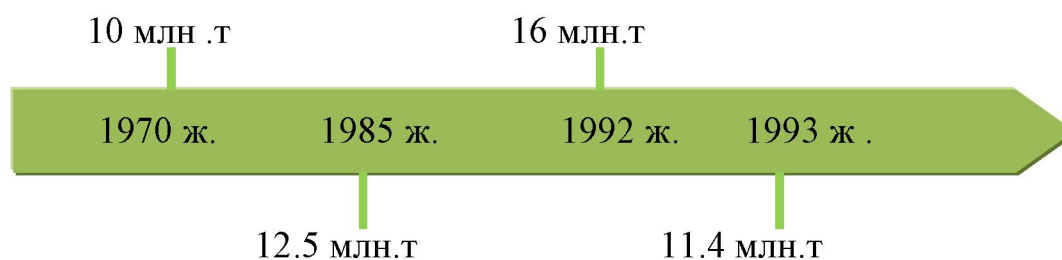 10 млн .т
16 млн.т
1970 ж.
1985 ж.
1992 ж.
1993 ж .
12.5 млн.т
11.4 млн.т